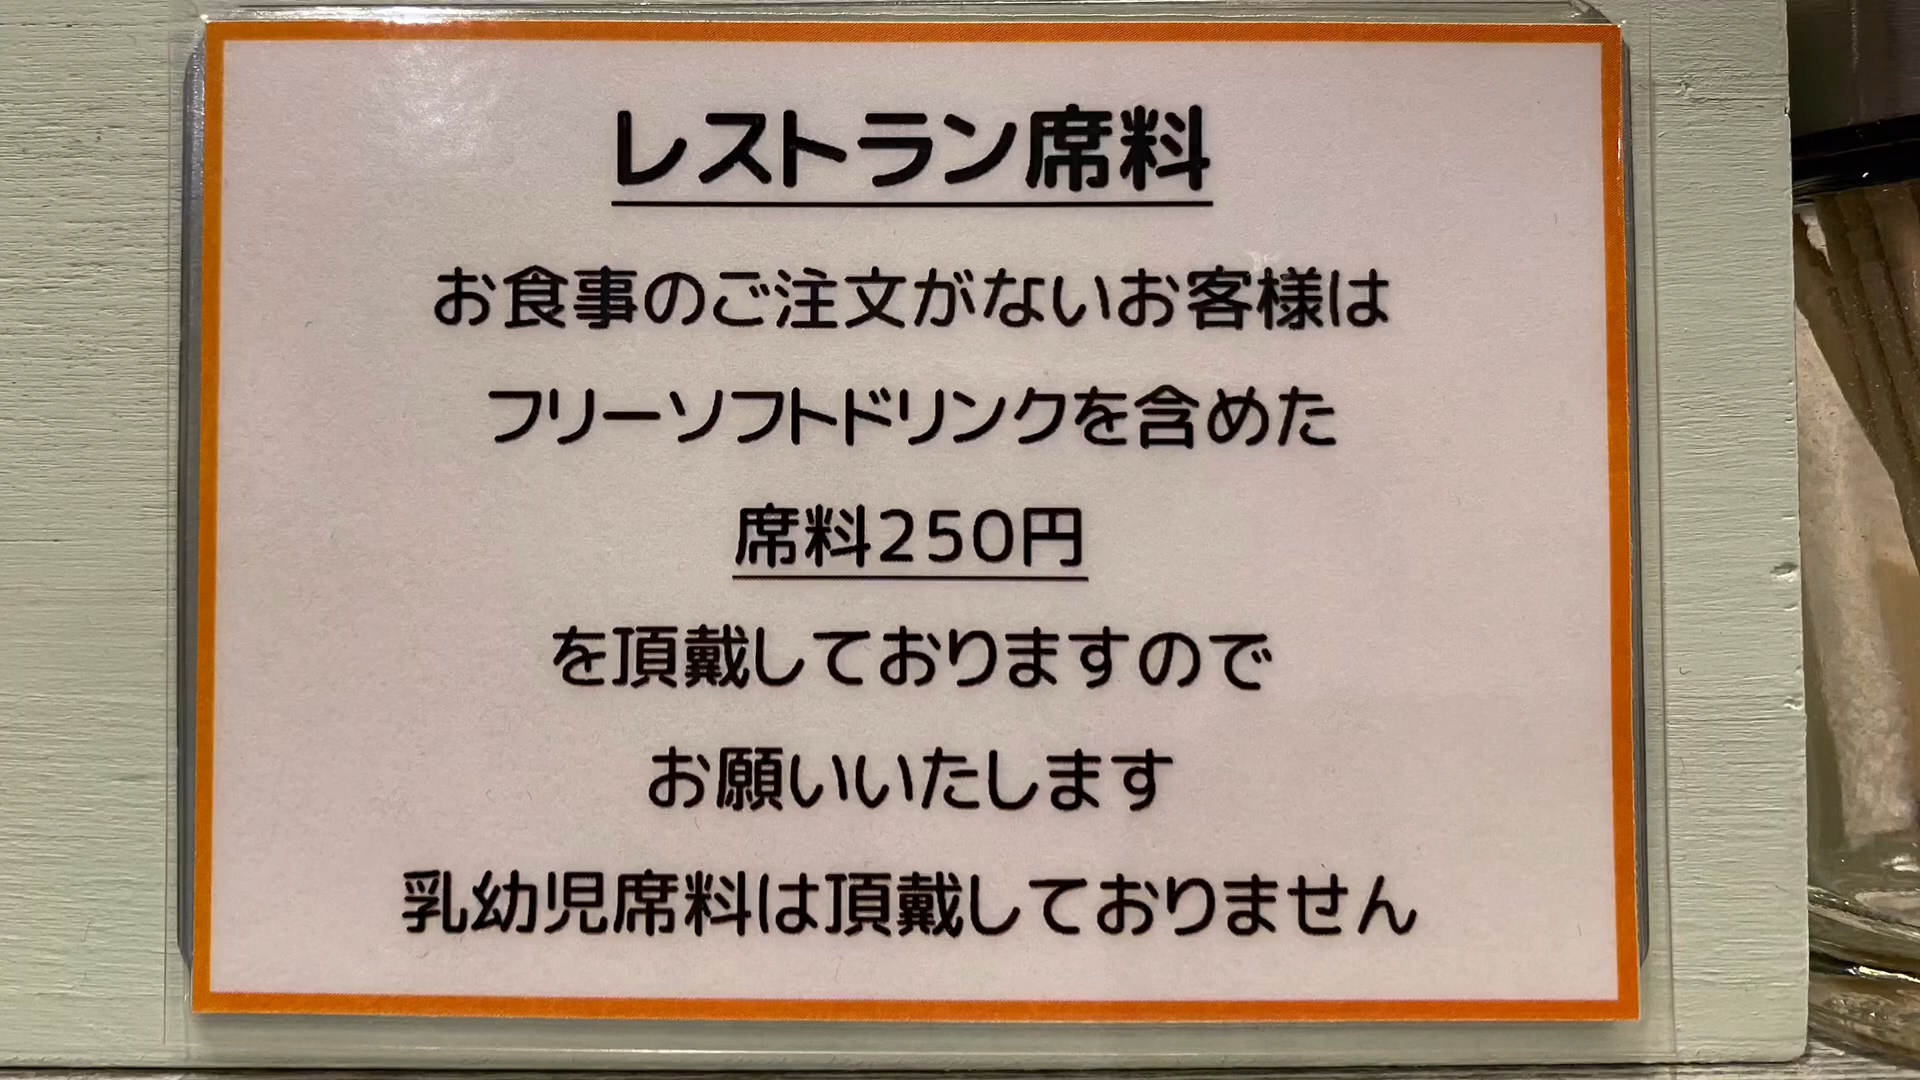 レストラン席料
お食事のご注文がないお客様は
フリーソフトドリンクを含めた
席料250円
を頂戴しておりますので
お願いいたします
乳幼児席料は頂戴しておりません